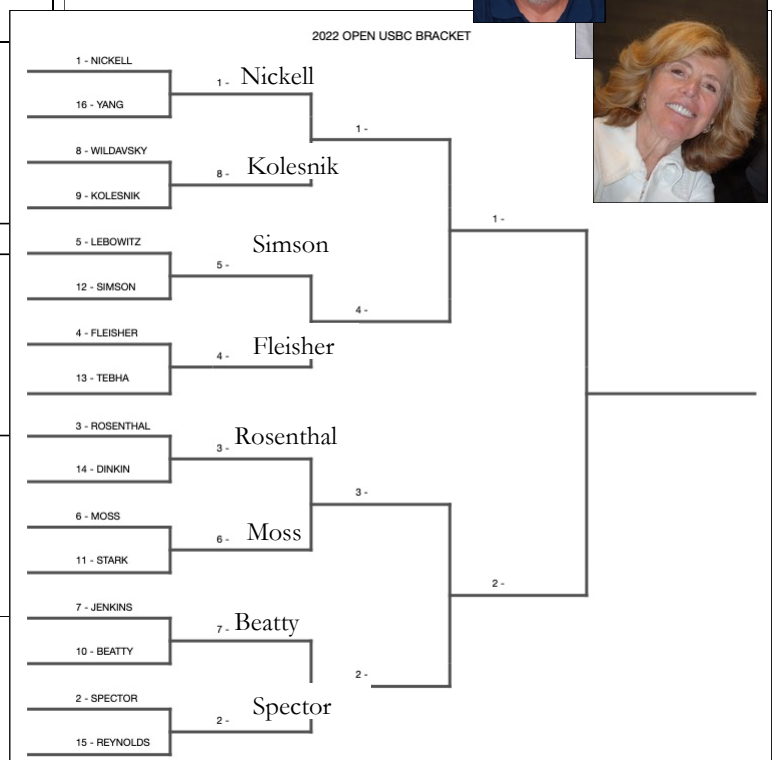 2022 OPEN USBC BRACKET
1 - NICKELL
1 - Nickell
16 - YANG
1 -
8 - WILDAVSKY
8 - Kolesnik
9 - KOLESNIK
1 -
5 - LEBOWITZ
Simson
5 -
12 - SIMSON
4 -
4 - FLEISHER
4 - Fleisher
13 - TEBHA
3 - ROSENTHAL
3 - Rosenthal
14 - DINKIN
3 -
6 - MOSS
6 - Moss
11 - STARK
2 -
7 - JENKINS
7 - Beatty
10 - BEATTY
2 -
2 - SPECTOR
2 - Spector
15 - REYNOLDS